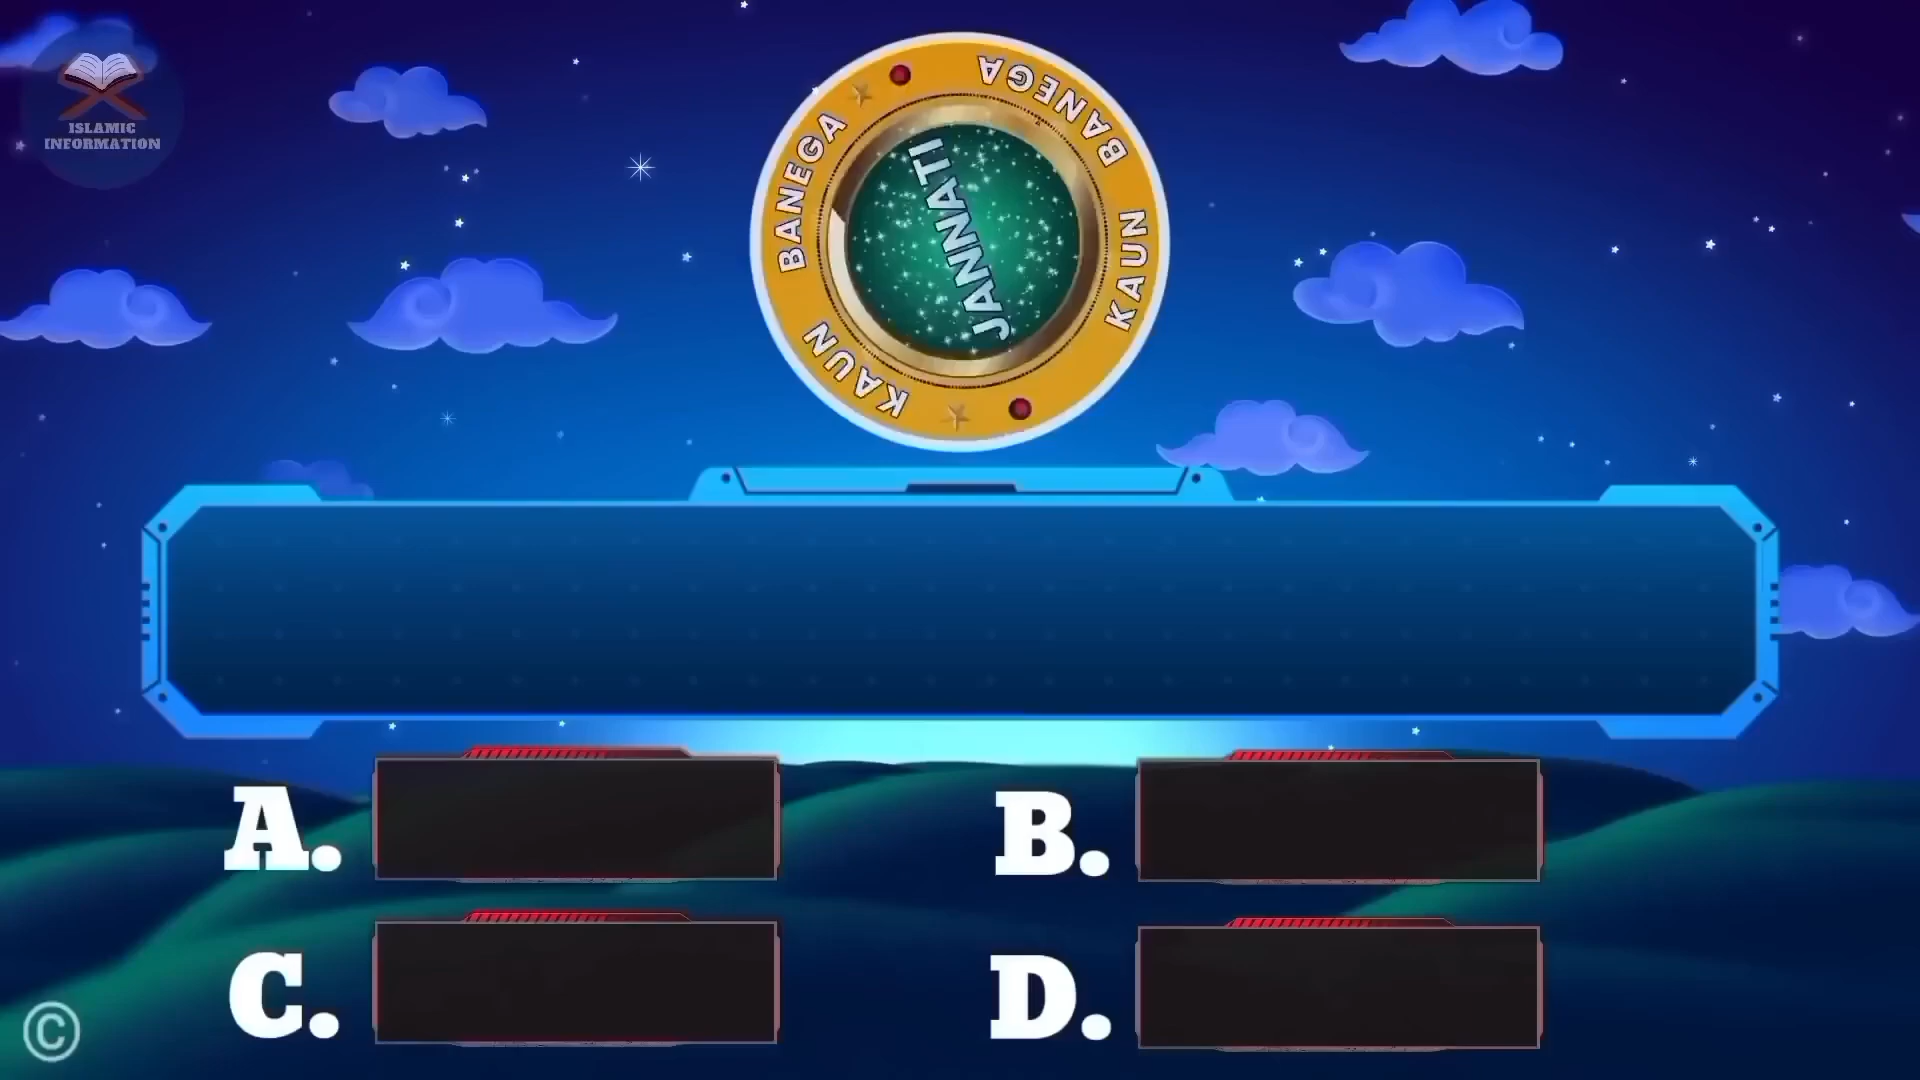 ISLAMIC
INFORMATION
KAUN BANEGA
KAUN BANEGA
JANNATI
A.
B.
C.
D.
©